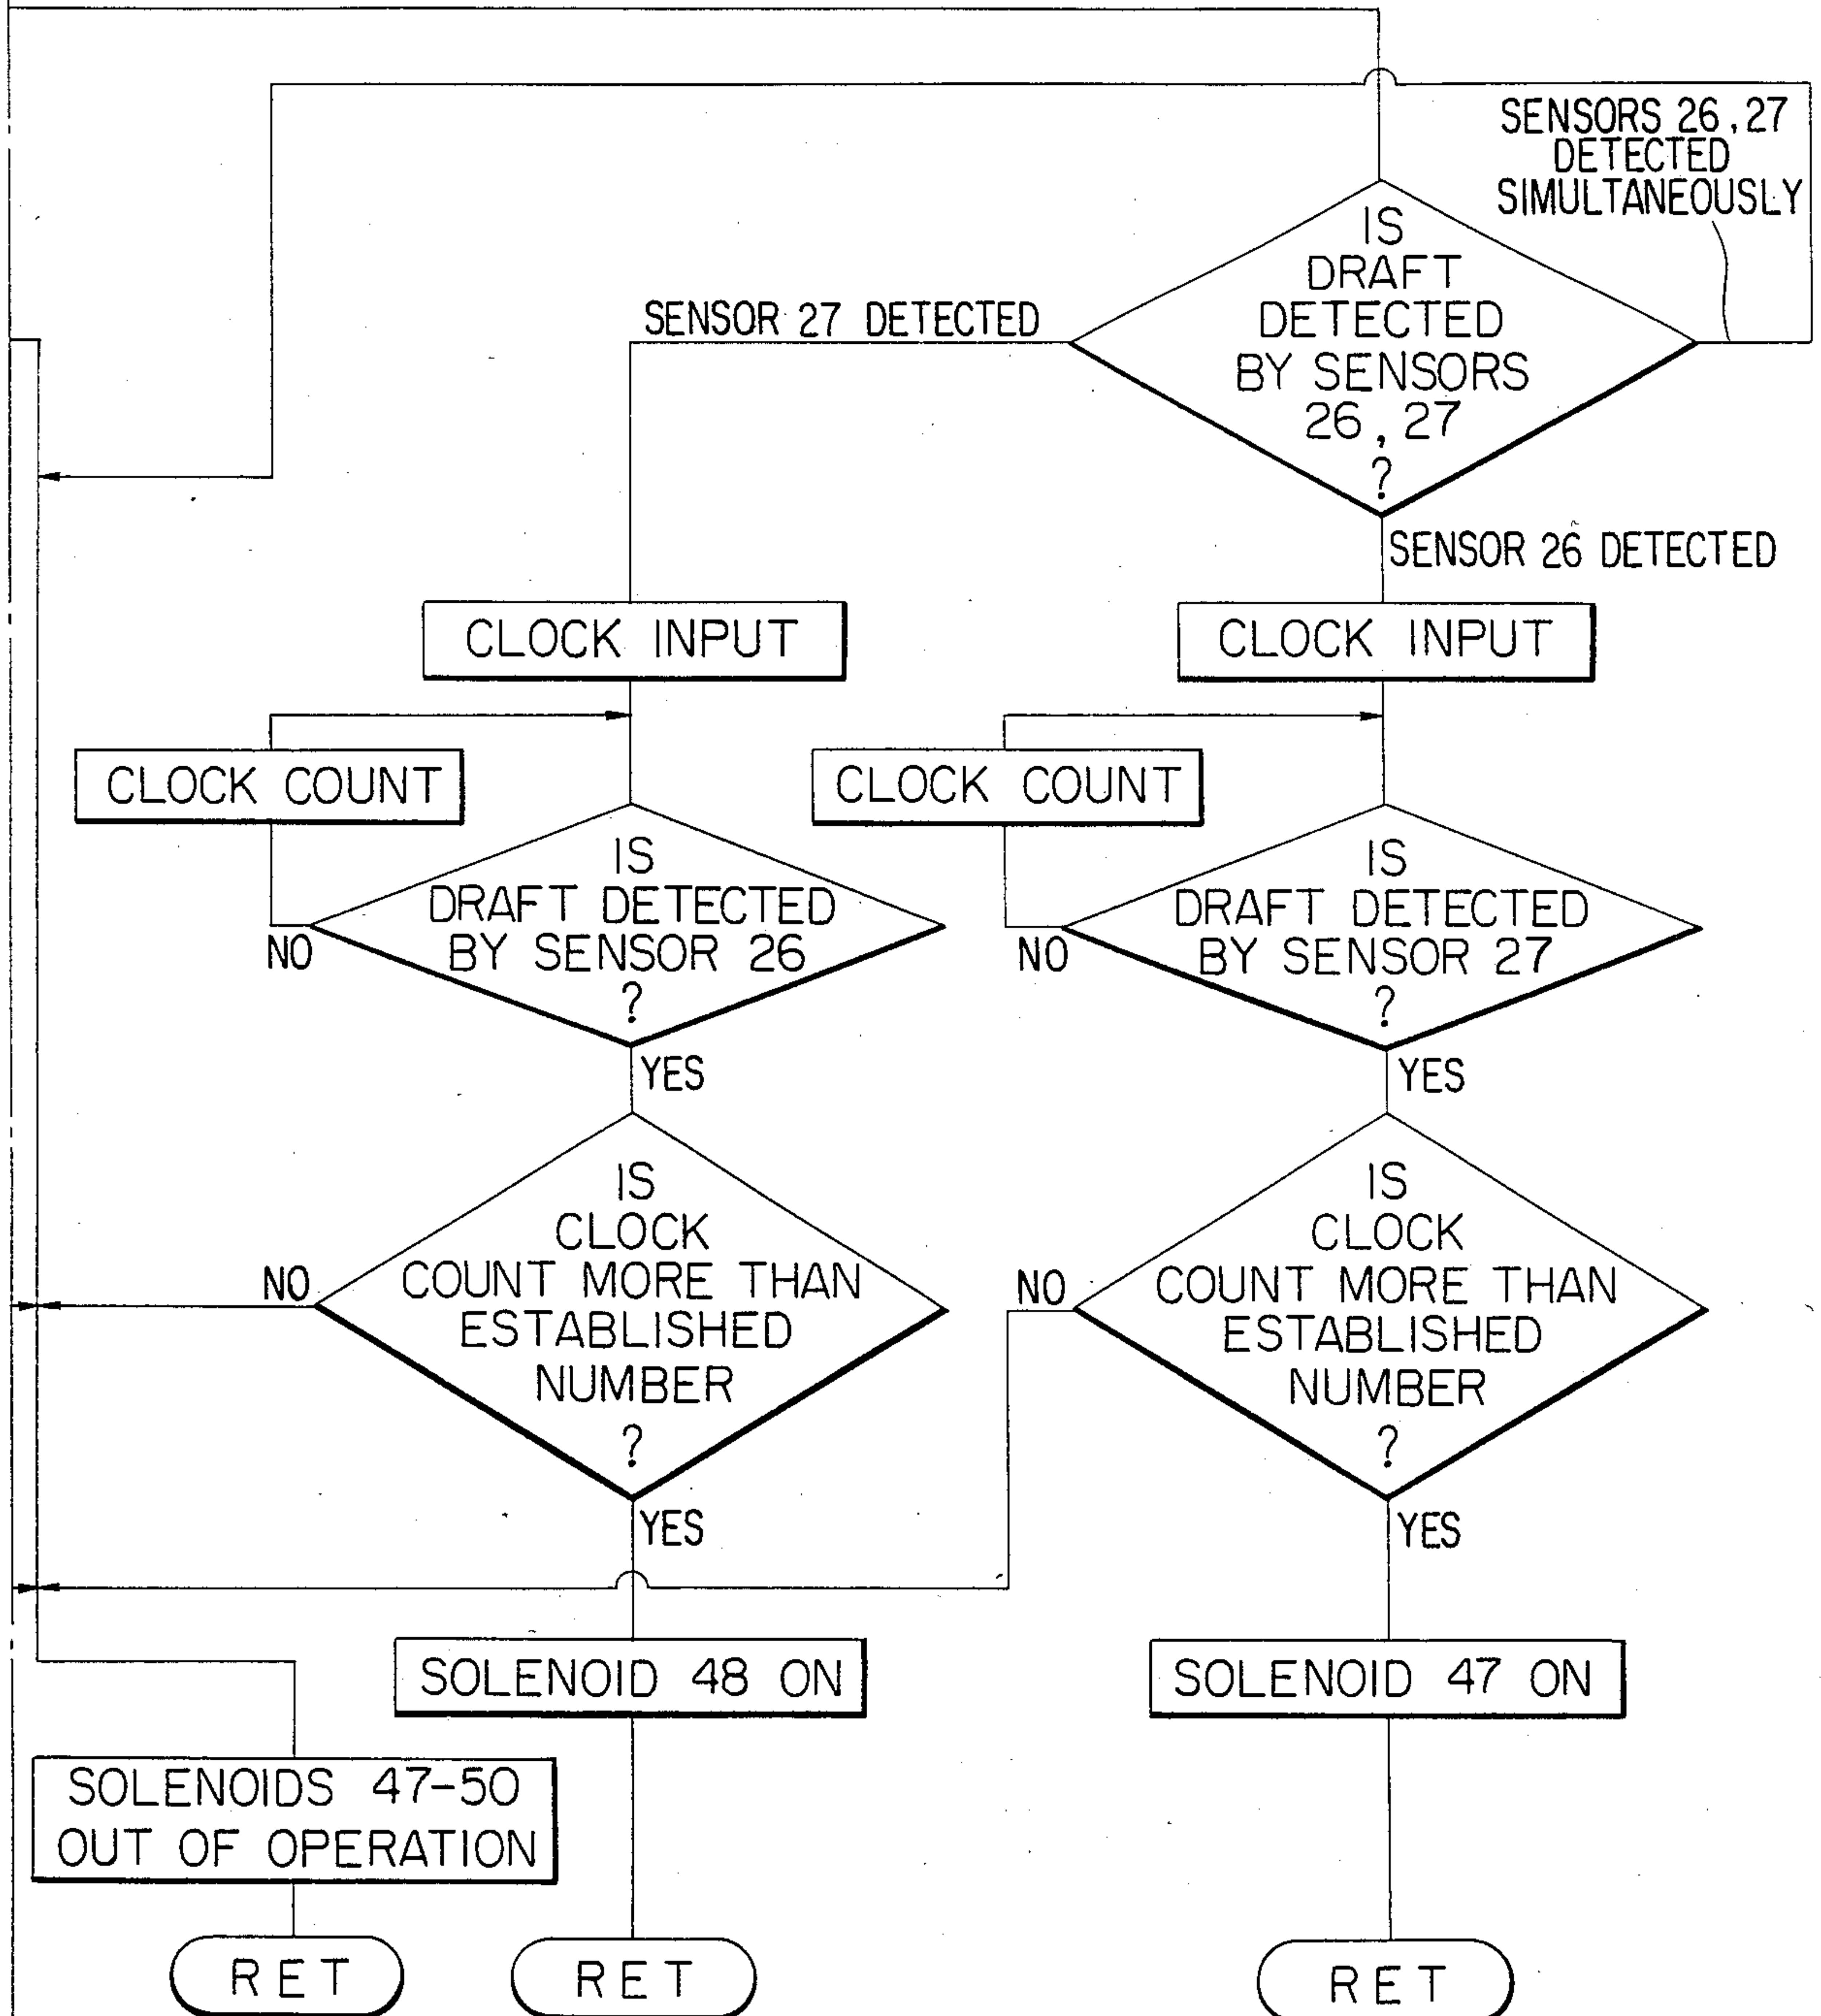 SENSORS 26, 27
DETECTED
SIMULTANEOUSLY
IS
DRAFT
DETECTED
BY SENSORS
26, 27
?
SENSOR 27 DETECTED
SENSOR 26 DETECTED
CLOCK INPUT
CLOCK INPUT
CLOCK COUNT
CLOCK COUNT
IS
DRAFT DETECTED
BY SENSOR 26
?
NO
YES
IS
DRAFT DETECTED
BY SENSOR 27
?
NO
YES
IS
CLOCK
COUNT MORE THAN
ESTABLISHED
NUMBER
?
NO
YES
IS
CLOCK
COUNT MORE THAN
ESTABLISHED
NUMBER
?
NO
YES
SOLENOID 48 ON
SOLENOID 47 ON
SOLENOIDS 47-50
OUT OF OPERATION
RET
RET
RET